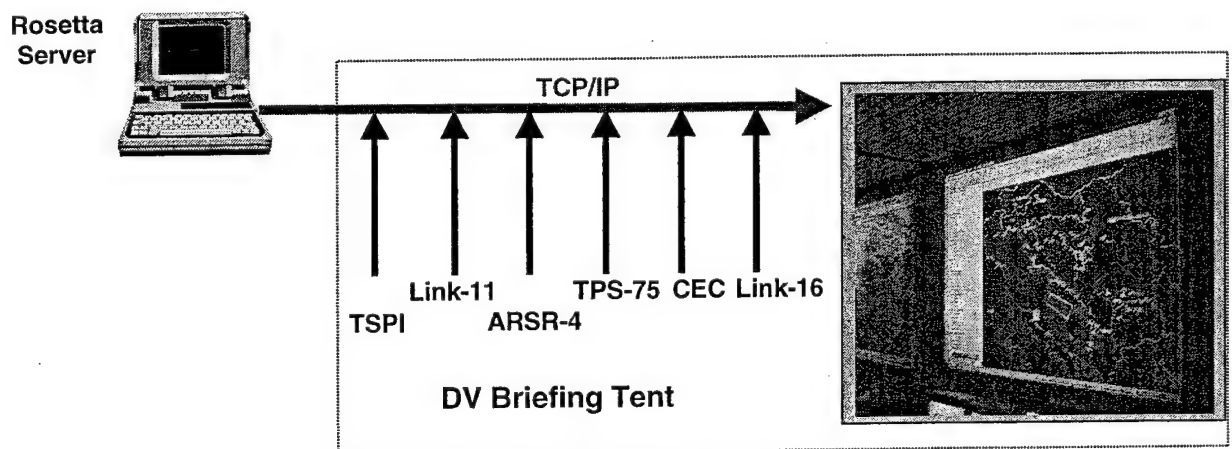 Rosetta
Server
TCP/IP
TSPI
Link-11
ARSR-4
TPS-75
CEC
Link-16
DV Briefing Tent